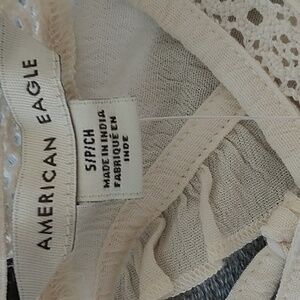 AMERICAN EAGLE
S/P/CH
MADE IN INDIA
FABRIQUÉ EN
INDE